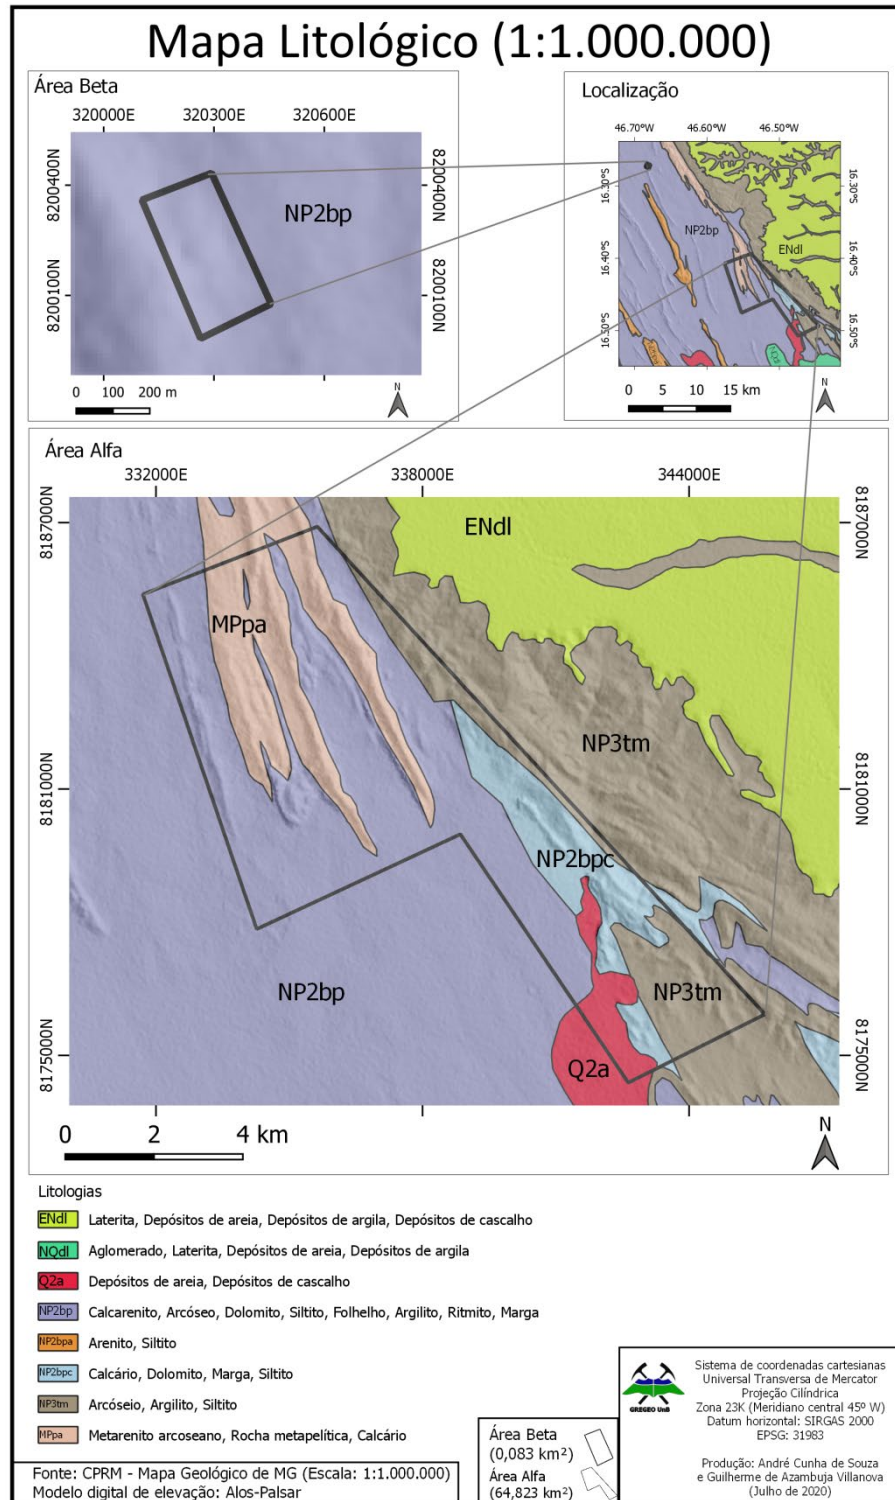 Mapa Litológico (1:1.000.000)
Área Beta
320000E 320300E 320600E
8200400N
8200400N
NP2bp
8200100N
8200100N
0 100 200 m
N
Localização
46.70°W 46.60°W 46.50°W
16.30°S
16.30°S
NP2bp
ENdl
16.40°S
16.40°S
16.50°S
16.50°S
NQdl
0 5 10 15 km
N
Área Alfa
332000E 338000E 344000E
8187000N
8187000N
ENdl
MPpa
NP3tm
8181000N
8181000N
NP2bpc
NP2bp
NP3tm
8175000N
8175000N
Q2a
0 2 4 km
N
Litologias
ENdl Laterita, Depósitos de areia, Depósitos de argila, Depósitos de cascalho
NQdl Aglomerado, Laterita, Depósitos de areia, Depósitos de argila
Q2a Depósitos de areia, Depósitos de cascalho
NP2bp Calcarenito, Arcóseo, Dolomito, Siltito, Folhelho, Argilito, Ritmito, Marga
NP2bpa Arenito, Siltito
NP2bpc Calcário, Dolomito, Marga, Siltito
NP3tm Arcóseio, Argilito, Siltito
MPpa Metarenito arcoseano, Rocha metapelítica, Calcário
Fonte: CPRM - Mapa Geológico de MG (Escala: 1:1.000.000)
Modelo digital de elevação: Alos-Palsar
Área Beta
(0,083 km²)
Área Alfa
(64,823 km²)
GREGEO UnB
Sistema de coordenadas cartesianas
Universal Transversa de Mercator
Projeção Cilíndrica
Zona 23K (Meridiano central 45º W)
Datum horizontal: SIRGAS 2000
EPSG: 31983
Produção: André Cunha de Souza
e Guilherme de Azambuja Villanova
(Julho de 2020)